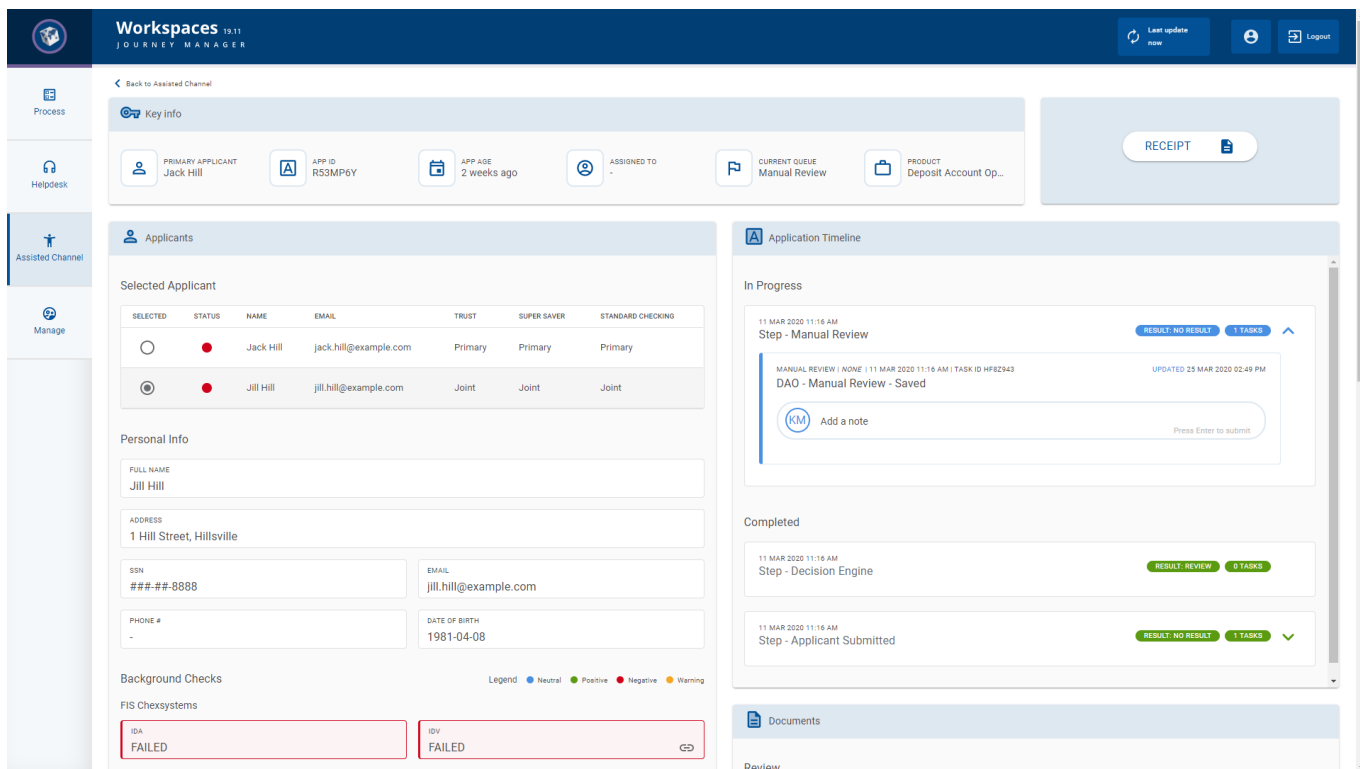 Workspaces 19.11
JOURNEY MANAGER
Last update
now
Logout
Process
Helpdesk
Assisted Channel
Manage
Back to Assisted Channel
Key info
PRIMARY APPLICANT
Jack Hill
APP ID
R53MP6Y
APP AGE
2 weeks ago
ASSIGNED TO
-
CURRENT QUEUE
Manual Review
PRODUCT
Deposit Account Op...
RECEIPT
Applicants
Selected Applicant
SELECTED STATUS NAME EMAIL TRUST SUPER SAVER STANDARD CHECKING
Jack Hill jack.hill@example.com Primary Primary Primary
Jill Hill jill.hill@example.com Joint Joint Joint
Personal Info
FULL NAME
Jill Hill
ADDRESS
1 Hill Street, Hillsville
SSN
###-##-8888
EMAIL
jill.hill@example.com
PHONE #
-
DATE OF BIRTH
1981-04-08
Background Checks
Legend Neutral Positive Negative Warning
FIS Chexsystems
IDA
FAILED
IDV
FAILED
Application Timeline
In Progress
11 MAR 2020 11:16 AM
Step - Manual Review
RESULT: NO RESULT 1 TASKS
MANUAL REVIEW | NONE | 11 MAR 2020 11:16 AM | TASK ID HF8Z943
UPDATED 25 MAR 2020 02:49 PM
DAO - Manual Review - Saved
KM Add a note
Press Enter to submit
Completed
11 MAR 2020 11:16 AM
Step - Decision Engine
RESULT: REVIEW 0 TASKS
11 MAR 2020 11:16 AM
Step - Applicant Submitted
RESULT: NO RESULT 1 TASKS
Documents
Review